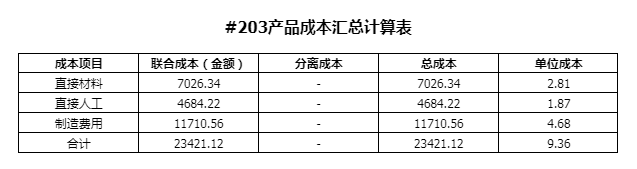 #203产品成本汇总计算表
成本项目 联合成本（金额） 分离成本 总成本 单位成本
直接材料 7026.34 - 7026.34 2.81
直接人工 4684.22 - 4684.22 1.87
制造费用 11710.56 - 11710.56 4.68
合计 23421.12 - 23421.12 9.36